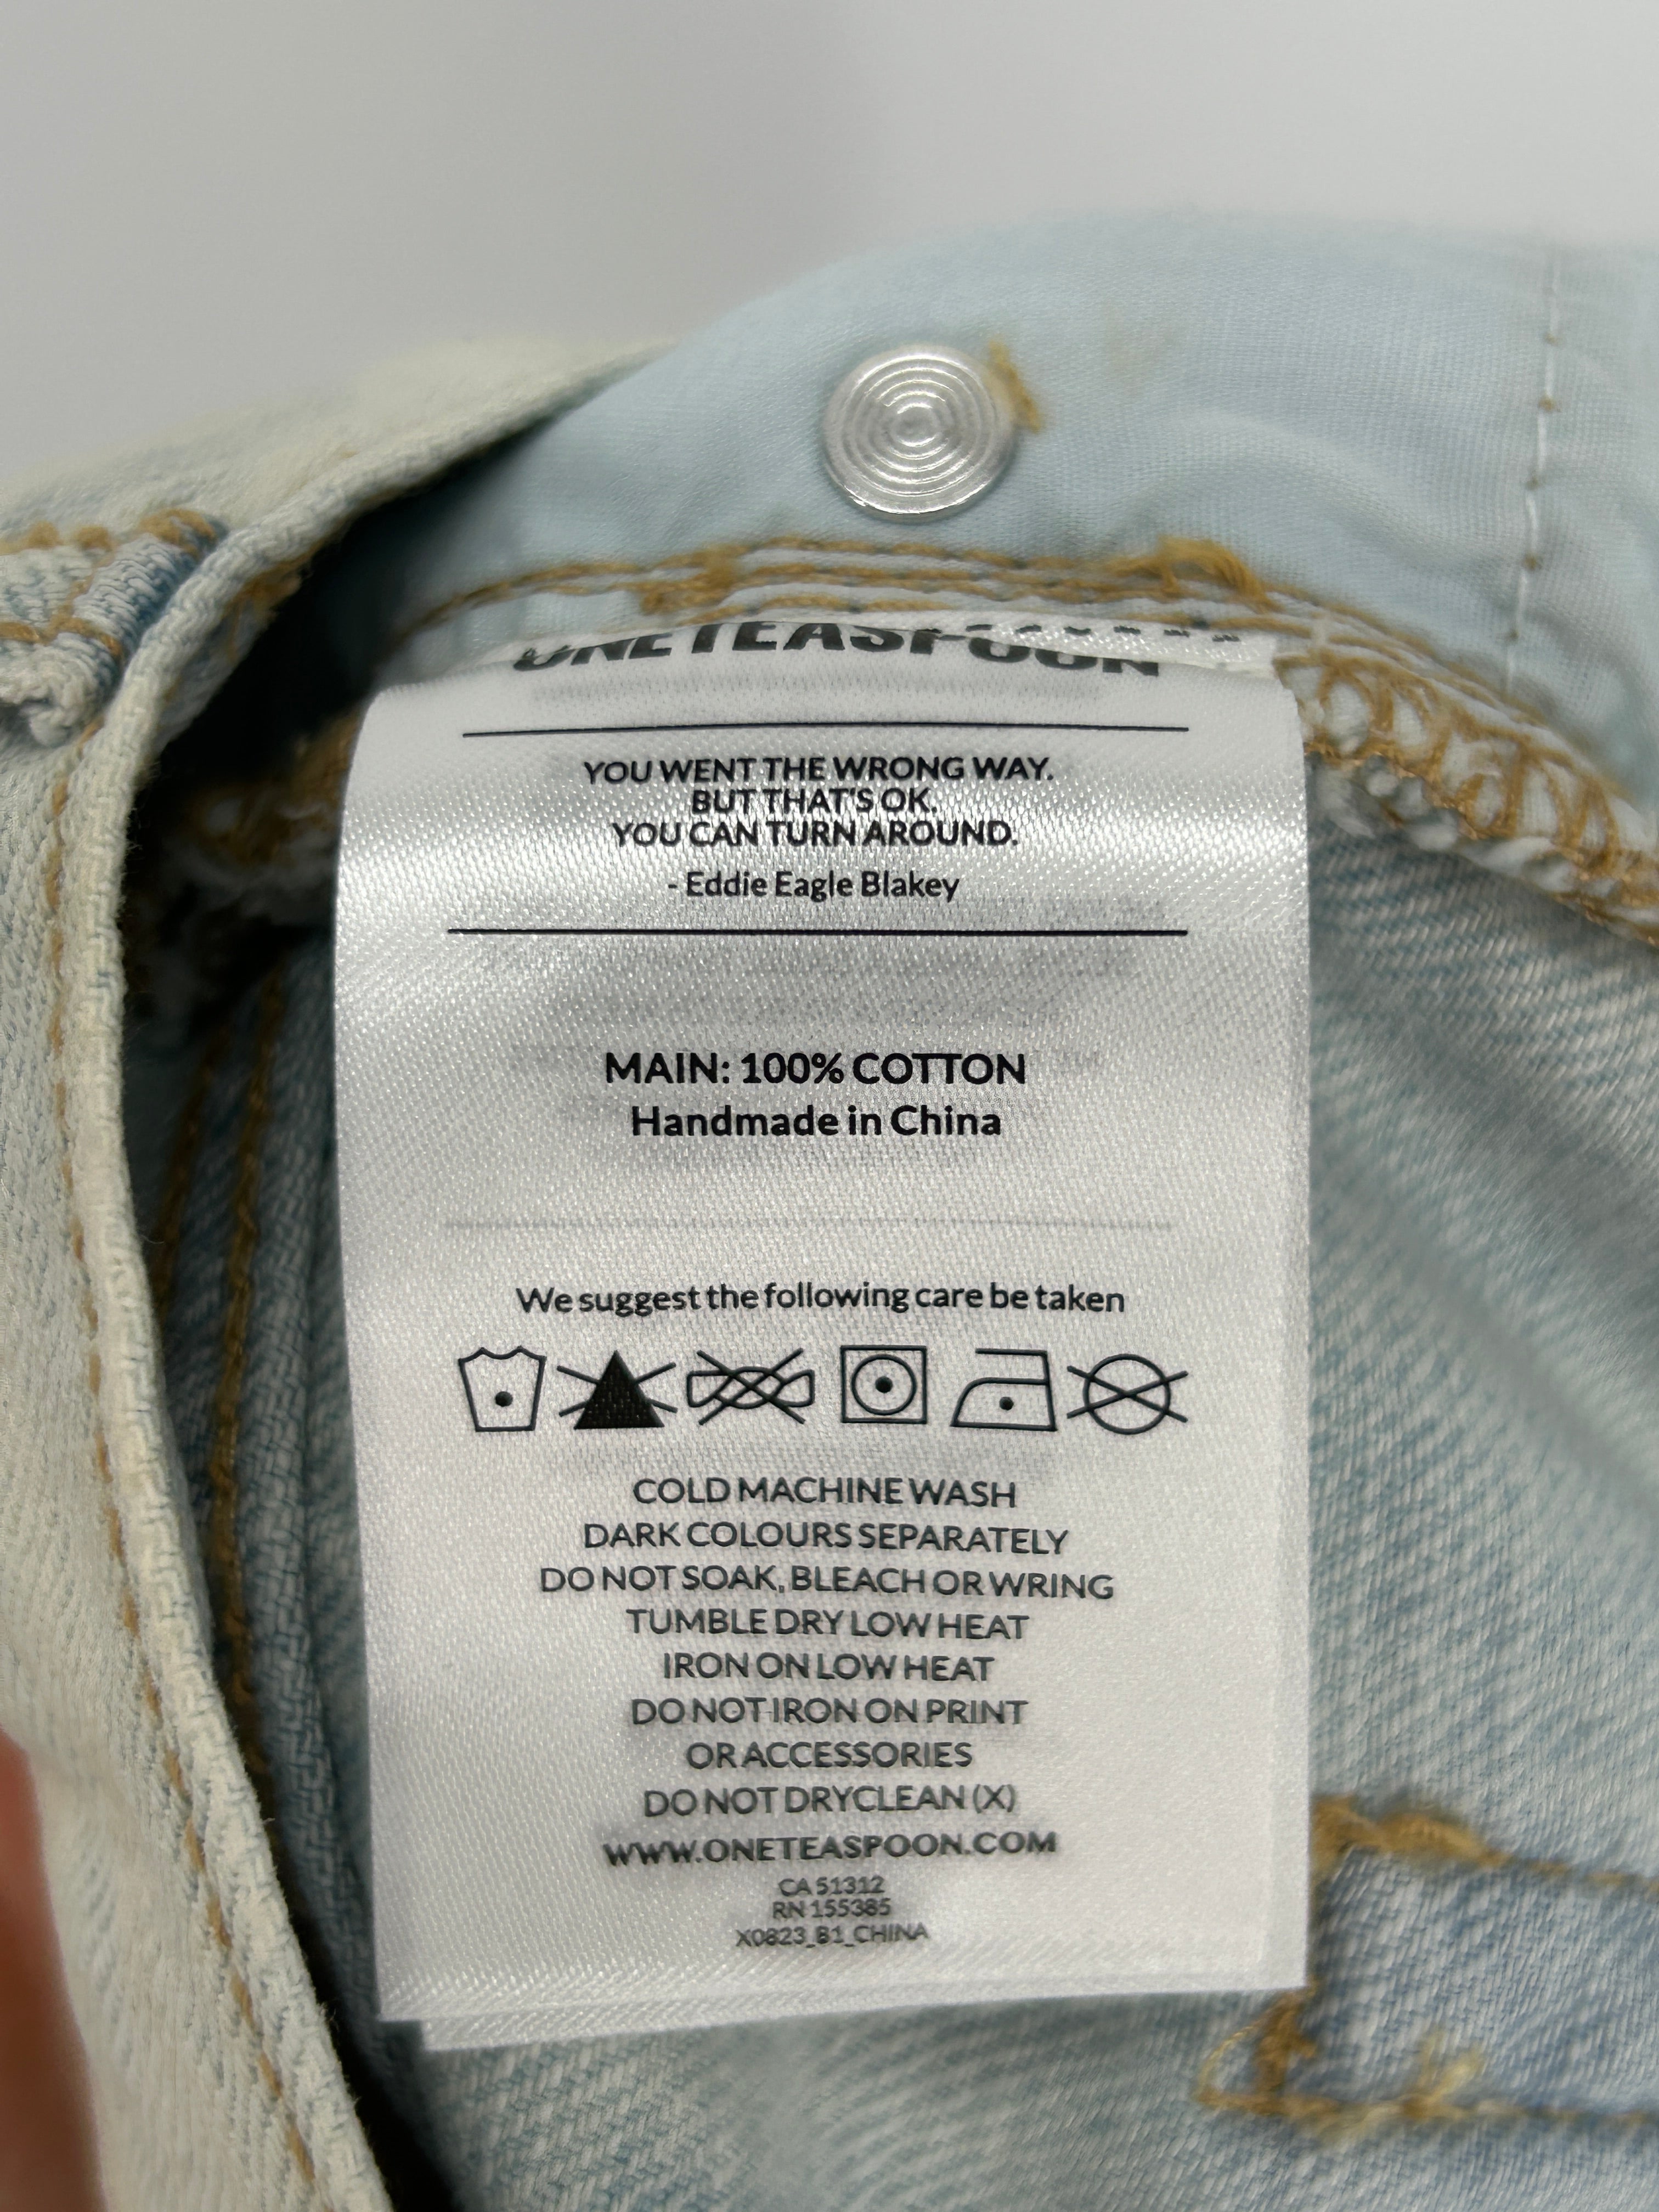 ONETEASPOON
YOU WENT THE WRONG WAY.
BUT THAT'S OK.
YOU CAN TURN AROUND.
- Eddie Eagle Blakey
MAIN: 100% COTTON
Handmade in China
We suggest the following care be taken
COLD MACHINE WASH
DARK COLOURS SEPARATELY
DO NOT SOAK, BLEACH OR WRING
TUMBLE DRY LOW HEAT
IRON ON LOW HEAT
DO NOT IRON ON PRINT
OR ACCESSORIES
DO NOT DRYCLEAN (X)
WWW.ONETEASPOON.COM
CA 51312
RN 155385
X0823_B1_CHINA